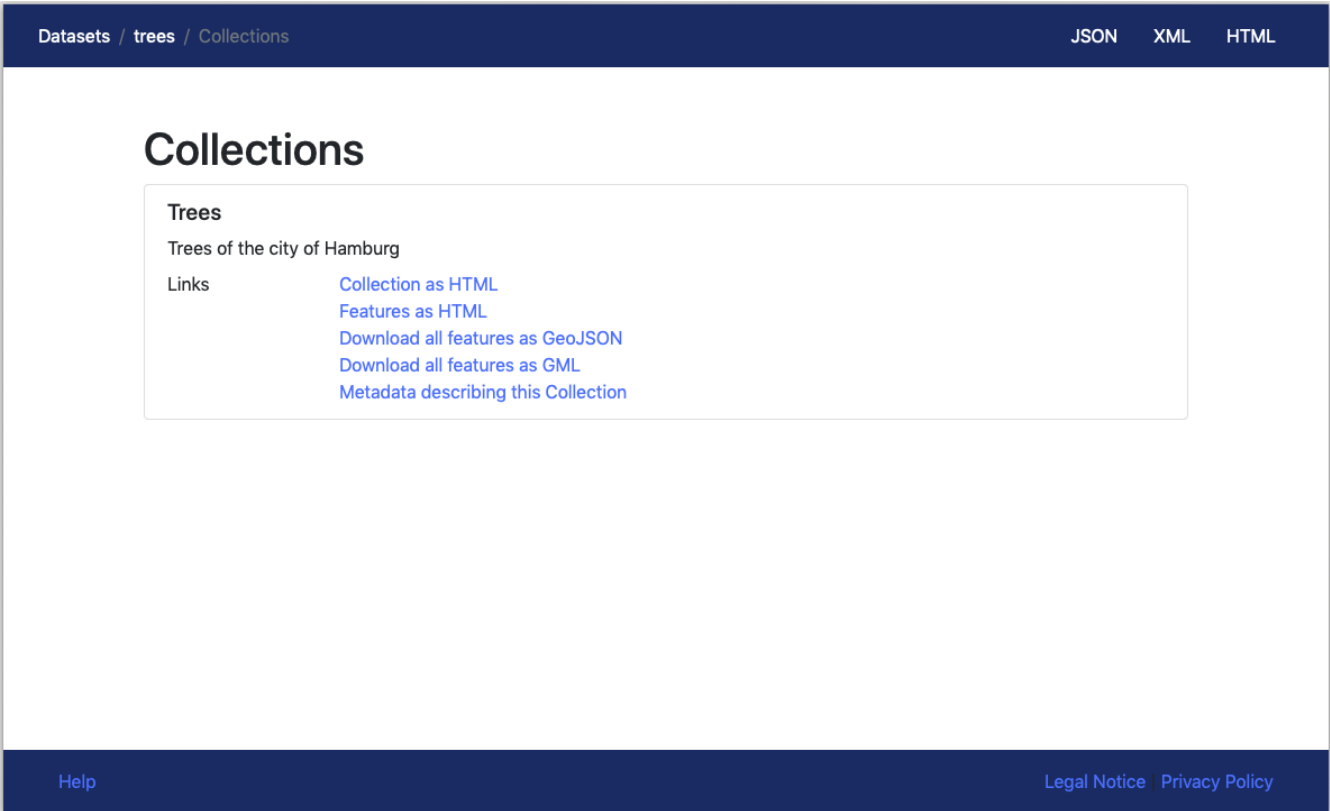 Datasets / trees / Collections JSON XML HTML
Collections
Trees
Trees of the city of Hamburg
Links Collection as HTML
Features as HTML
Download all features as GeoJSON
Download all features as GML
Metadata describing this Collection
Help Legal Notice | Privacy Policy